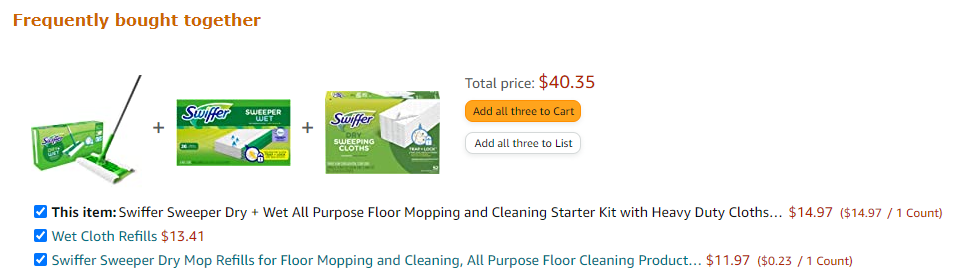 Frequently bought together
Swiffer
SWEEPER
WET
Swiffer
DRY
SWEEPING
CLOTHS
Total price: $40.35
Add all three to Cart
Add all three to List
This item: Swiffer Sweeper Dry + Wet All Purpose Floor Mopping and Cleaning Starter Kit with Heavy Duty Cloths... $14.97 ($14.97 / 1 Count)
Wet Cloth Refills $13.41
Swiffer Sweeper Dry Mop Refills for Floor Mopping and Cleaning, All Purpose Floor Cleaning Product... $11.97 ($0.23 / 1 Count)